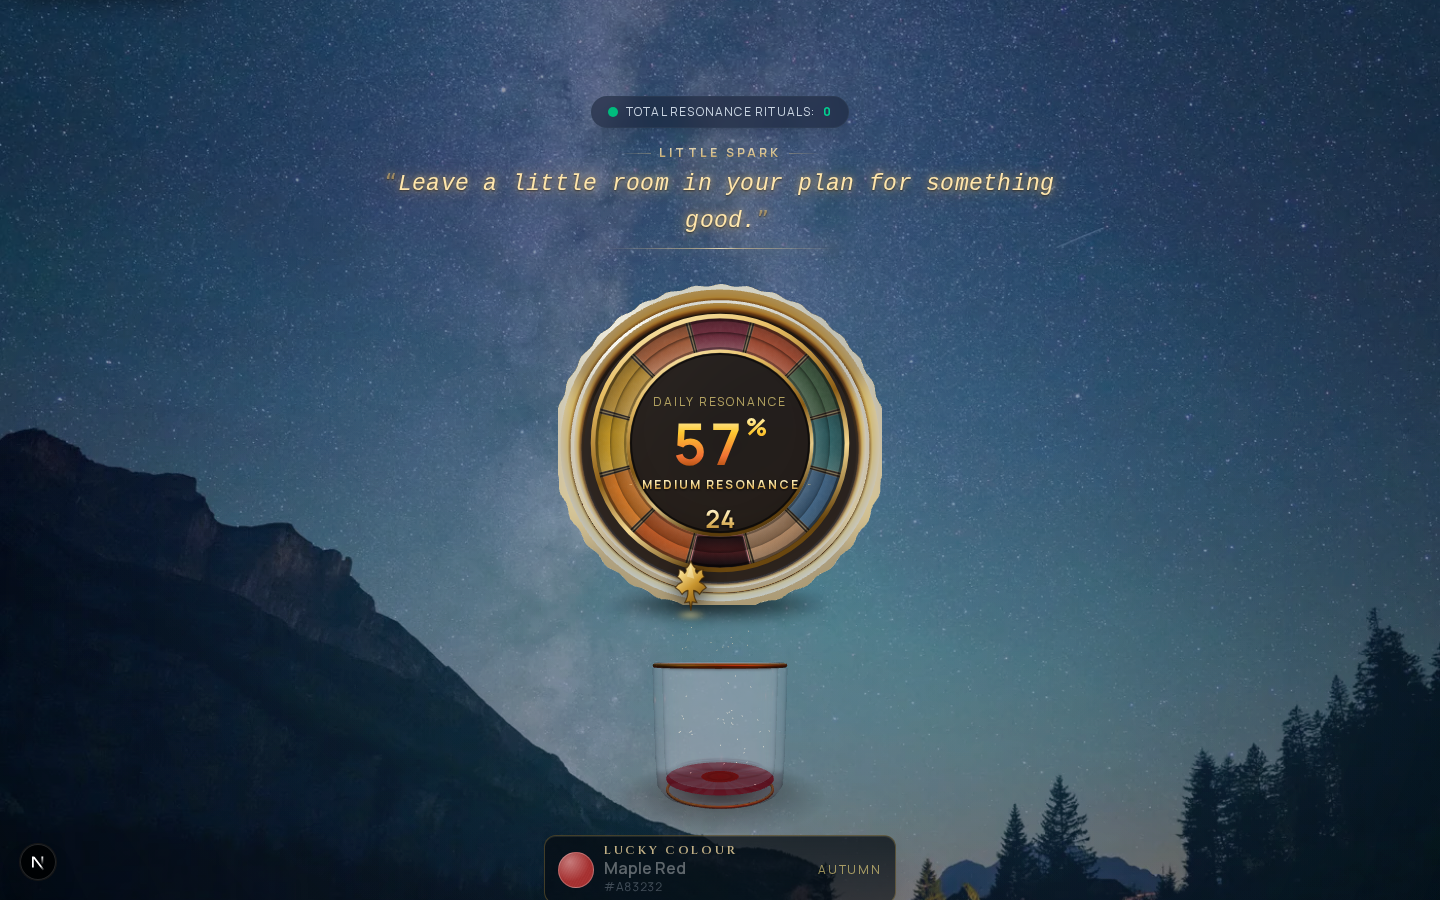 TOTAL RESONANCE RITUALS: 0
LITTLE SPARK
“Leave a little room in your plan for something
good.”
DAILY RESONANCE
57%
MEDIUM RESONANCE
24
LUCKY COLOUR
Maple Red
AUTUMN
#A83232
N